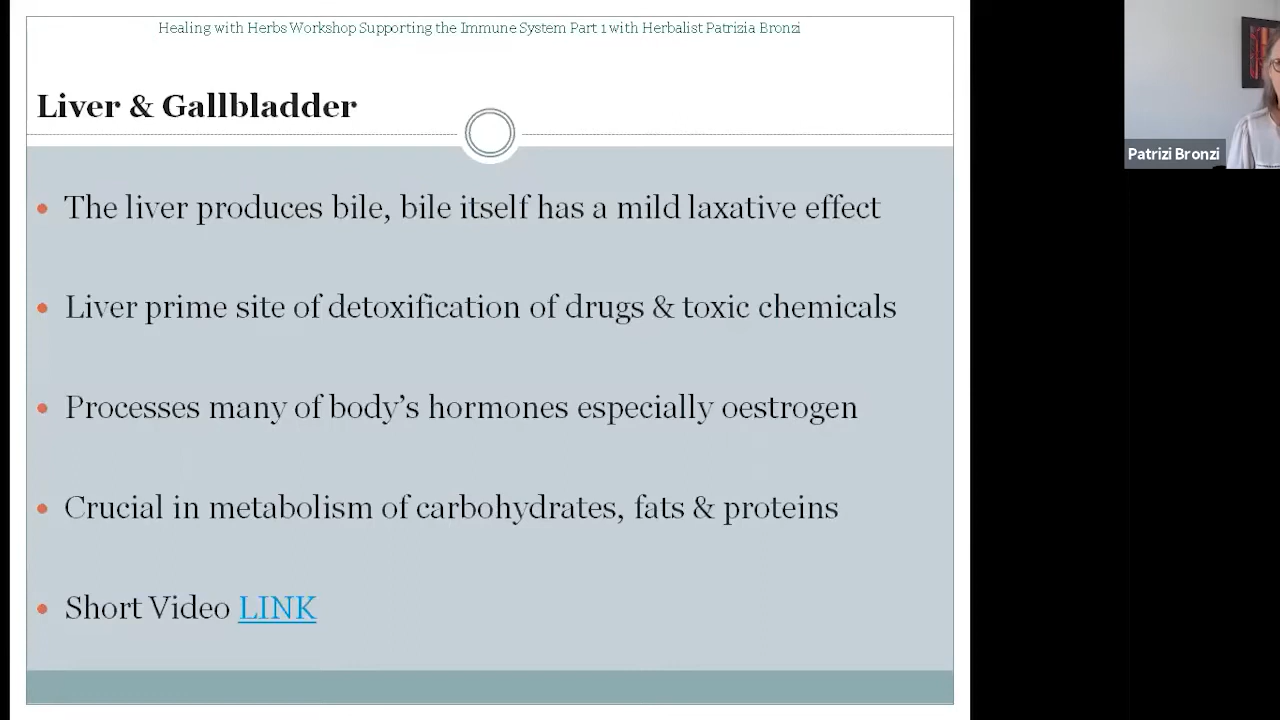 Healing with Herbs Workshop Supporting the Immune System Part 1 with Herbalist Patrizia Bronzi
Liver & Gallbladder
Patrizi Bronzi
• The liver produces bile, bile itself has a mild laxative effect
• Liver prime site of detoxification of drugs & toxic chemicals
• Processes many of body’s hormones especially oestrogen
• Crucial in metabolism of carbohydrates, fats & proteins
• Short Video LINK